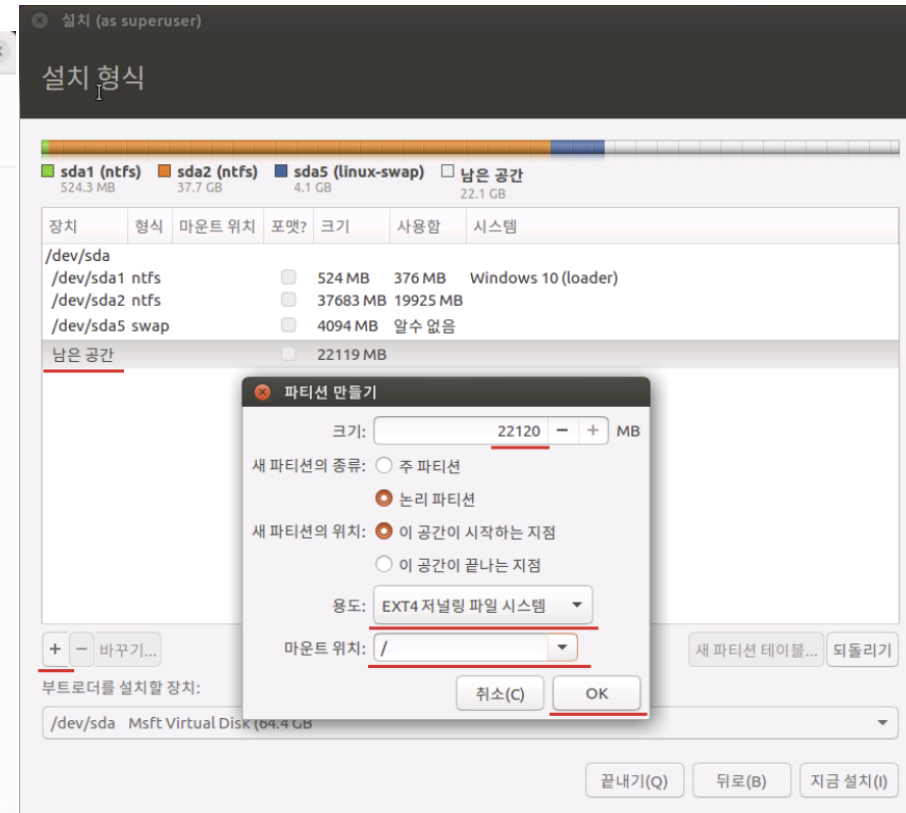 설치 (as superuser)
설치 형식
sda1 (ntfs) sda2 (ntfs) sda5 (linux-swap) 남은 공간
524.3 MB 37.7 GB 4.1 GB 22.1 GB
장치 형식 마운트 위치 포맷? 크기 사용함 시스템
/dev/sda
/dev/sda1 ntfs 524 MB 376 MB Windows 10 (loader)
/dev/sda2 ntfs 37683 MB 19925 MB
/dev/sda5 swap 4094 MB 알수 없음
남은 공간 22119 MB
파티션 만들기
크기: 22120 − + MB
새 파티션의 종류: 주 파티션
논리 파티션
새 파티션의 위치: 이 공간이 시작하는 지점
이 공간이 끝나는 지점
용도: EXT4 저널링 파일 시스템
마운트 위치: /
취소(C) OK
+ − 바꾸기... 새 파티션 테이블... 되돌리기
부트로더를 설치할 장치:
/dev/sda Msft Virtual Disk (64.4 GB
끝내기(Q) 뒤로(B) 지금 설치(I)